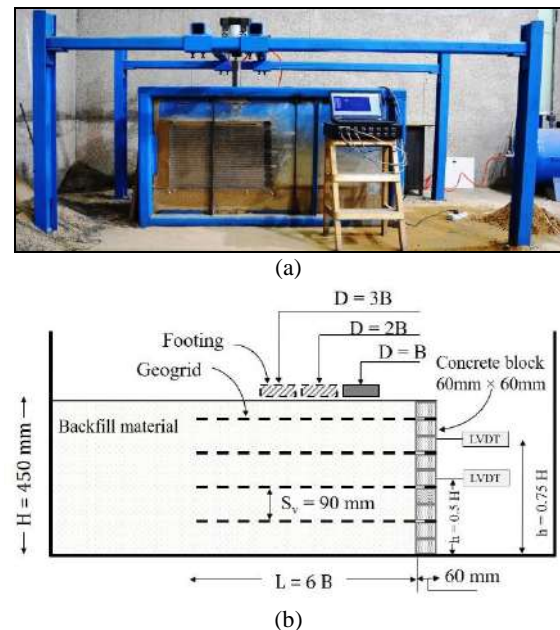 (a)
D = 3B
Footing
D = 2B
Geogrid
D = B
Concrete block
60mm × 60mm
Backfill material
LVDT
LVDT
H = 450 mm
Sv = 90 mm
h = 0.5 H
h = 0.75 H
L = 6 B
60 mm
(b)